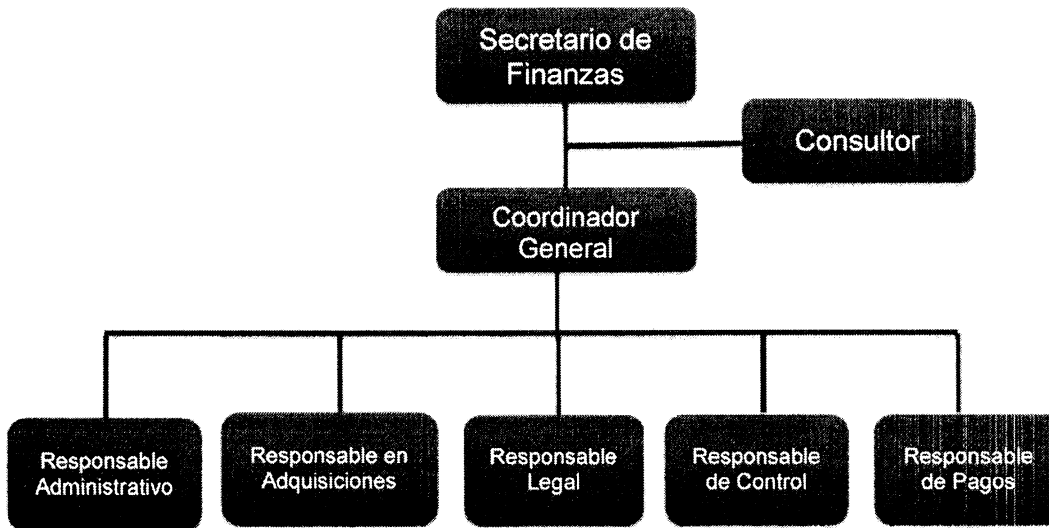 Secretario de
Finanzas
Consultor
Coordinador
General
Responsable
Administrativo
Responsable en
Adquisiciones
Responsable
Legal
Responsable
de Control
Responsable
de Pagos